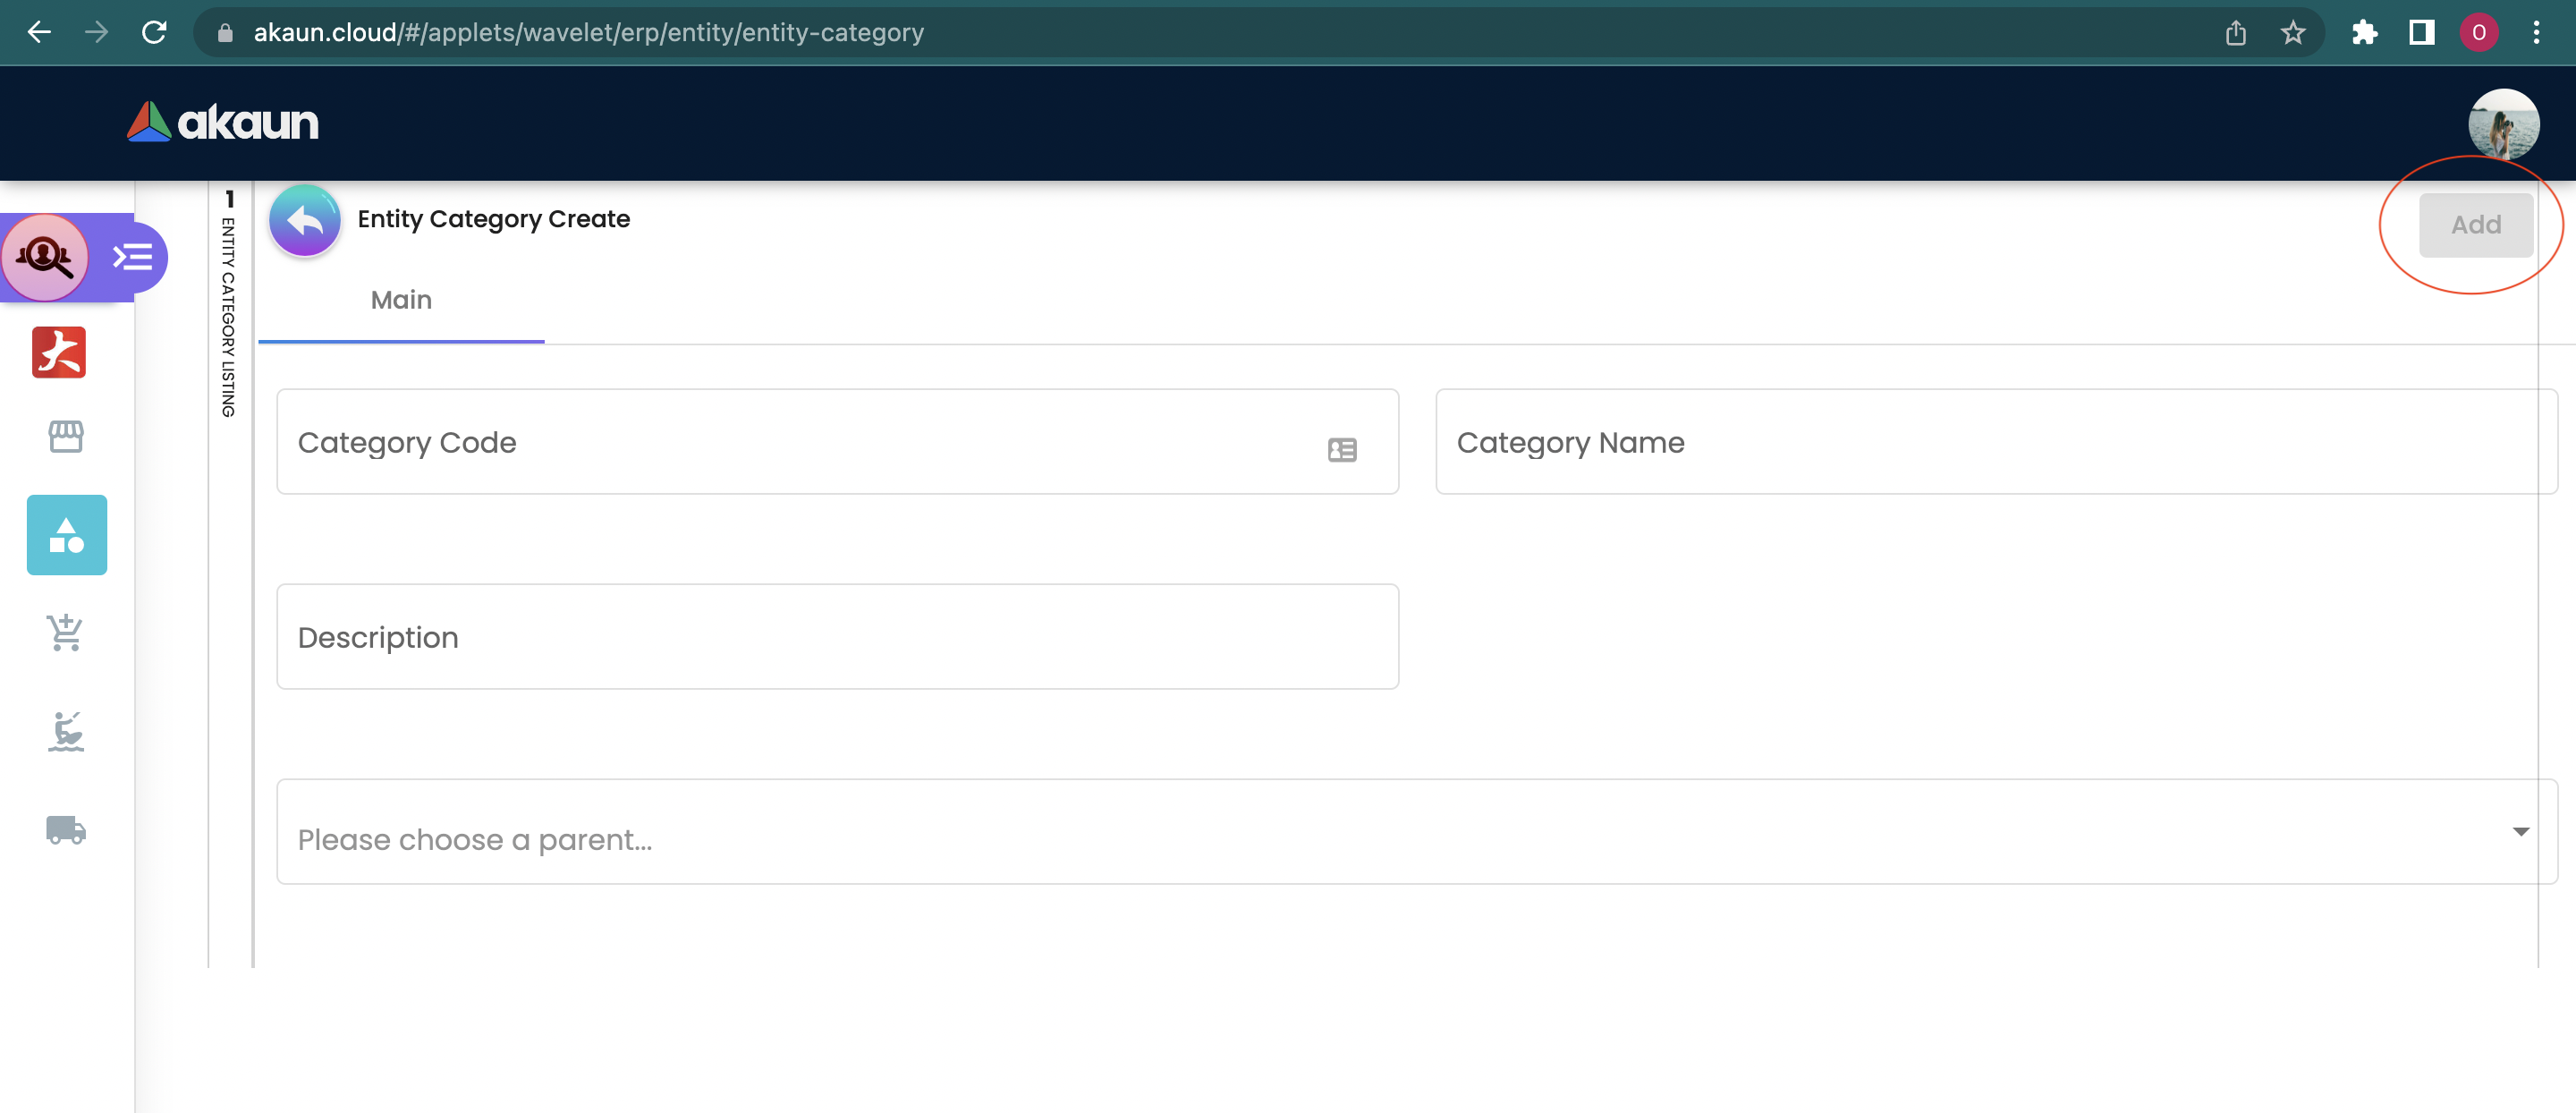 akaun.cloud/#/applets/wavelet/erp/entity/entity-category
O
akaun
1
ENTITY CATEGORY LISTING
Entity Category Create
Add
Main
Category Code
Category Name
Description
Please choose a parent...